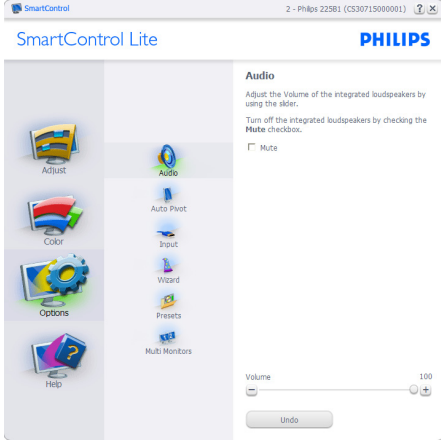 SmartControl
2 - Philips 225B1 (CS30715000001)
SmartControl Lite
PHILIPS
Adjust
Color
Options
Help
Audio
Auto Pivot
Input
Wizard
Presets
Multi Monitors
Audio
Adjust the Volume of the integrated loudspeakers by
using the slider.
Turn off the integrated loudspeakers by checking the
Mute checkbox.
Mute
Volume
100
Undo